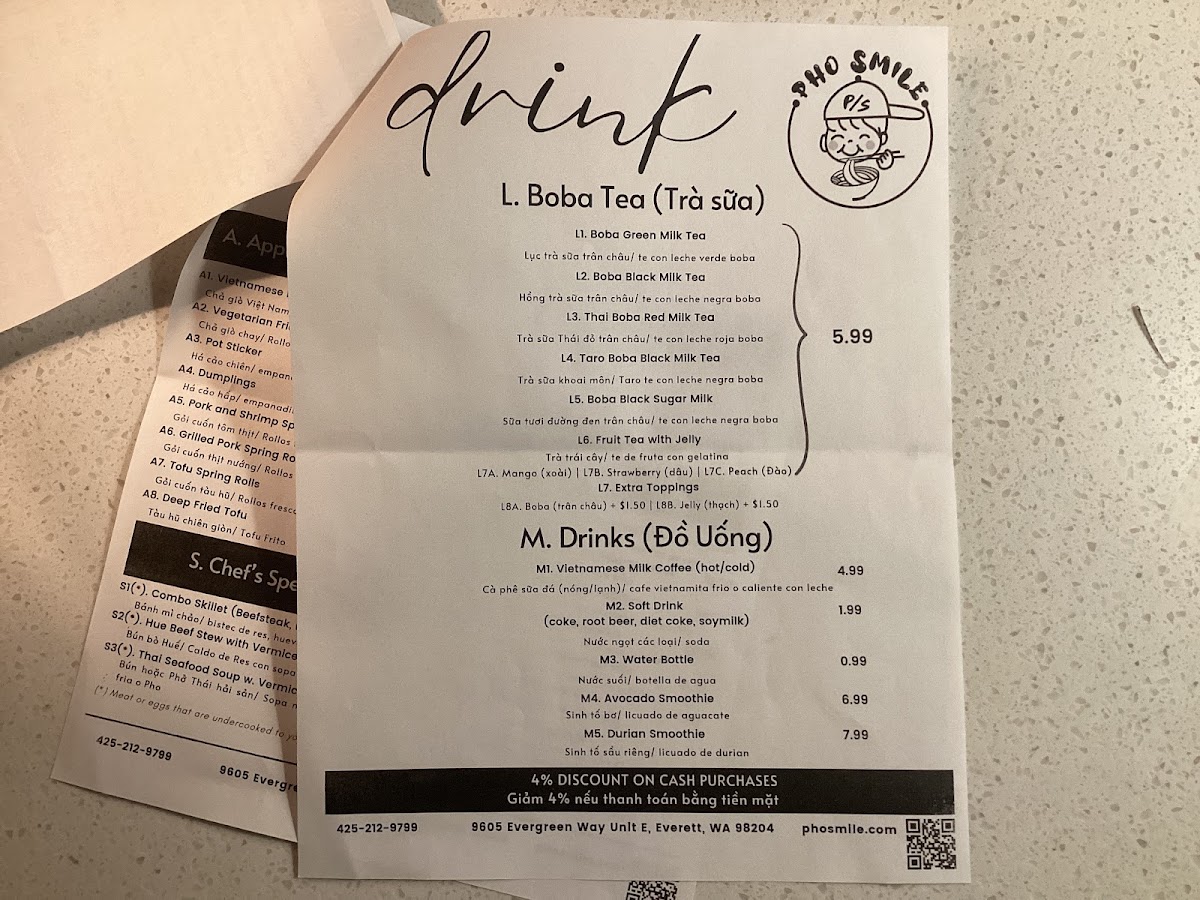 drink
PHO SMILE
P/S
L. Boba Tea (Trà sữa)
L1. Boba Green Milk Tea
Lục trà sữa trân châu/ te con leche verde boba
L2. Boba Black Milk Tea
Hồng trà sữa trân châu/ te con leche negra boba
L3. Thai Boba Red Milk Tea
5.99
Trà sữa Thái đỏ trân châu/ te con leche roja boba
L4. Taro Boba Black Milk Tea
Trà sữa khoai môn/ Taro te con leche negra boba
L5. Boba Black Sugar Milk
Sữa tươi đường đen trân châu/ te con leche negra boba
L6. Fruit Tea with Jelly
Trà trái cây/ te de fruta con gelatina
L7A. Mango (xoài) | L7B. Strawberry (dâu) | L7C. Peach (Đào)
L7. Extra Toppings
L8A. Boba (trân châu) + $1.50 | L8B. Jelly (thạch) + $1.50
M. Drinks (Đồ Uống)
M1. Vietnamese Milk Coffee (hot/cold) 4.99
Cà phê sữa đá (nóng/lạnh)/ cafe vietnamita frio o caliente con leche
M2. Soft Drink 1.99
(coke, root beer, diet coke, soymilk)
Nước ngọt các loại/ soda
M3. Water Bottle 0.99
Nước suối/ botella de agua
M4. Avocado Smoothie 6.99
Sinh tố bơ/ licuado de aguacate
M5. Durian Smoothie 7.99
Sinh tố sầu riêng/ licuado de durian
4% DISCOUNT ON CASH PURCHASES
Giảm 4% nếu thanh toán bằng tiền mặt
425-212-9799 9605 Evergreen Way Unit E, Everett, WA 98204 phosmile.com
A. App
A1. Vietnamese
Chả giò Việt Nam
A2. Vegetarian
Chả giò chay/ Rollo
A3. Pot Sticker
Há cảo chiên/ empan
A4. Dumplings
Há cảo hấp/ empanadi
A5. Pork and Shrimp Sp
Gỏi cuốn tôm thịt/ Rollos
A6. Grilled Pork Spring Ro
Gỏi cuốn thịt nướng/ Rollos
A7. Tofu Spring Rolls
Gỏi cuốn tàu hũ/ Rollos fresco
A8. Deep Fried Tofu
Tàu hũ chiên giòn/ Tofu Frito
S. Chef's Spe
S1(*). Combo Skillet (Beefsteak,
Bánh mì chảo/ bistec de res, huev
S2(*). Hue Beef Stew with Vermice
Bún bò Huế/ Caldo de Res con sopa
S3(*). Thai Seafood Soup w. Vermic
Bún hoặc Phở Thái hải sản/ Sopa
fria o Pho
(*) Meat or eggs that are undercooked to yo
425-212-9799
9605 Evergre